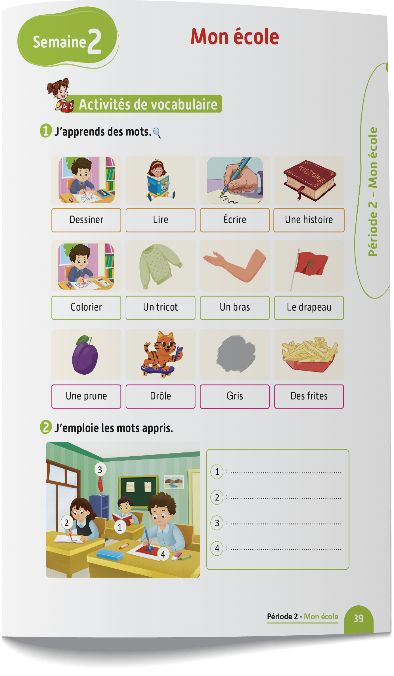 Semaine 2
Mon école
Activités de vocabulaire
1 J'apprends des mots.
Dessiner
Lire
Écrire
Une histoire
Colorier
Un tricot
Un bras
Le drapeau
Une prune
Drôle
Gris
Des frites
2 J'emploie les mots appris.
3
2
1
4
1 : ..........................................
2 : ..........................................
3 : ..........................................
4 : ..........................................
Période 2 - Mon école
Période 2 - Mon école
39